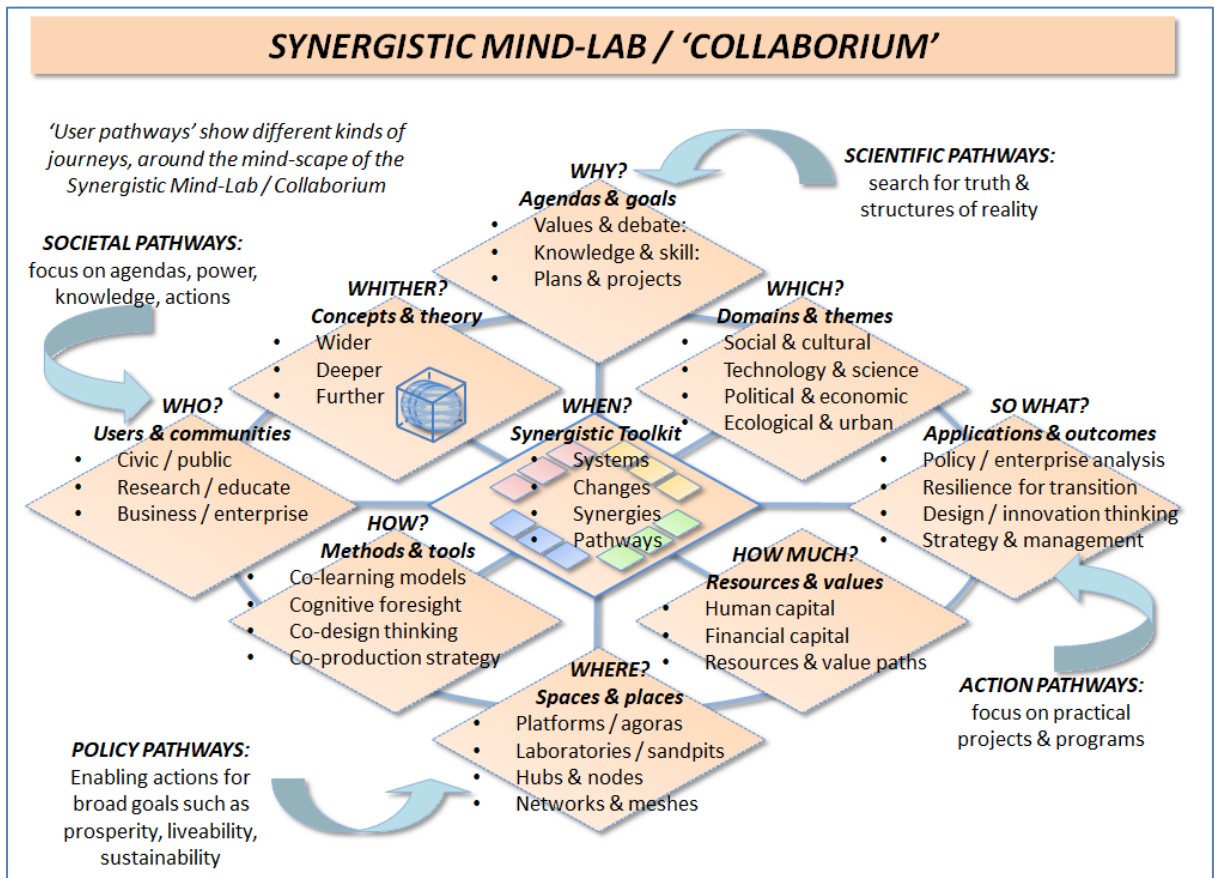 SYNERGISTIC MIND-LAB / ‘COLLABORIUM’
‘User pathways’ show different kinds of
journeys, around the mind-scape of the
Synergistic Mind-Lab / Collaborium
SCIENTIFIC PATHWAYS:
search for truth &
structures of reality
WHY?
Agendas & goals
• Values & debate:
• Knowledge & skill:
• Plans & projects
SOCIETAL PATHWAYS:
focus on agendas, power,
knowledge, actions
WHITHER?
Concepts & theory
• Wider
• Deeper
• Further
WHICH?
Domains & themes
• Social & cultural
• Technology & science
• Political & economic
• Ecological & urban
WHO?
Users & communities
• Civic / public
• Research / educate
• Business / enterprise
WHEN?
Synergistic Toolkit
• Systems
• Changes
• Synergies
• Pathways
SO WHAT?
Applications & outcomes
• Policy / enterprise analysis
• Resilience for transition
• Design / innovation thinking
• Strategy & management
HOW?
Methods & tools
• Co-learning models
• Cognitive foresight
• Co-design thinking
• Co-production strategy
HOW MUCH?
Resources & values
• Human capital
• Financial capital
• Resources & value paths
WHERE?
Spaces & places
• Platforms / agoras
• Laboratories / sandpits
• Hubs & nodes
• Networks & meshes
ACTION PATHWAYS:
focus on practical
projects & programs
POLICY PATHWAYS:
Enabling actions for
broad goals such as
prosperity, liveability,
sustainability